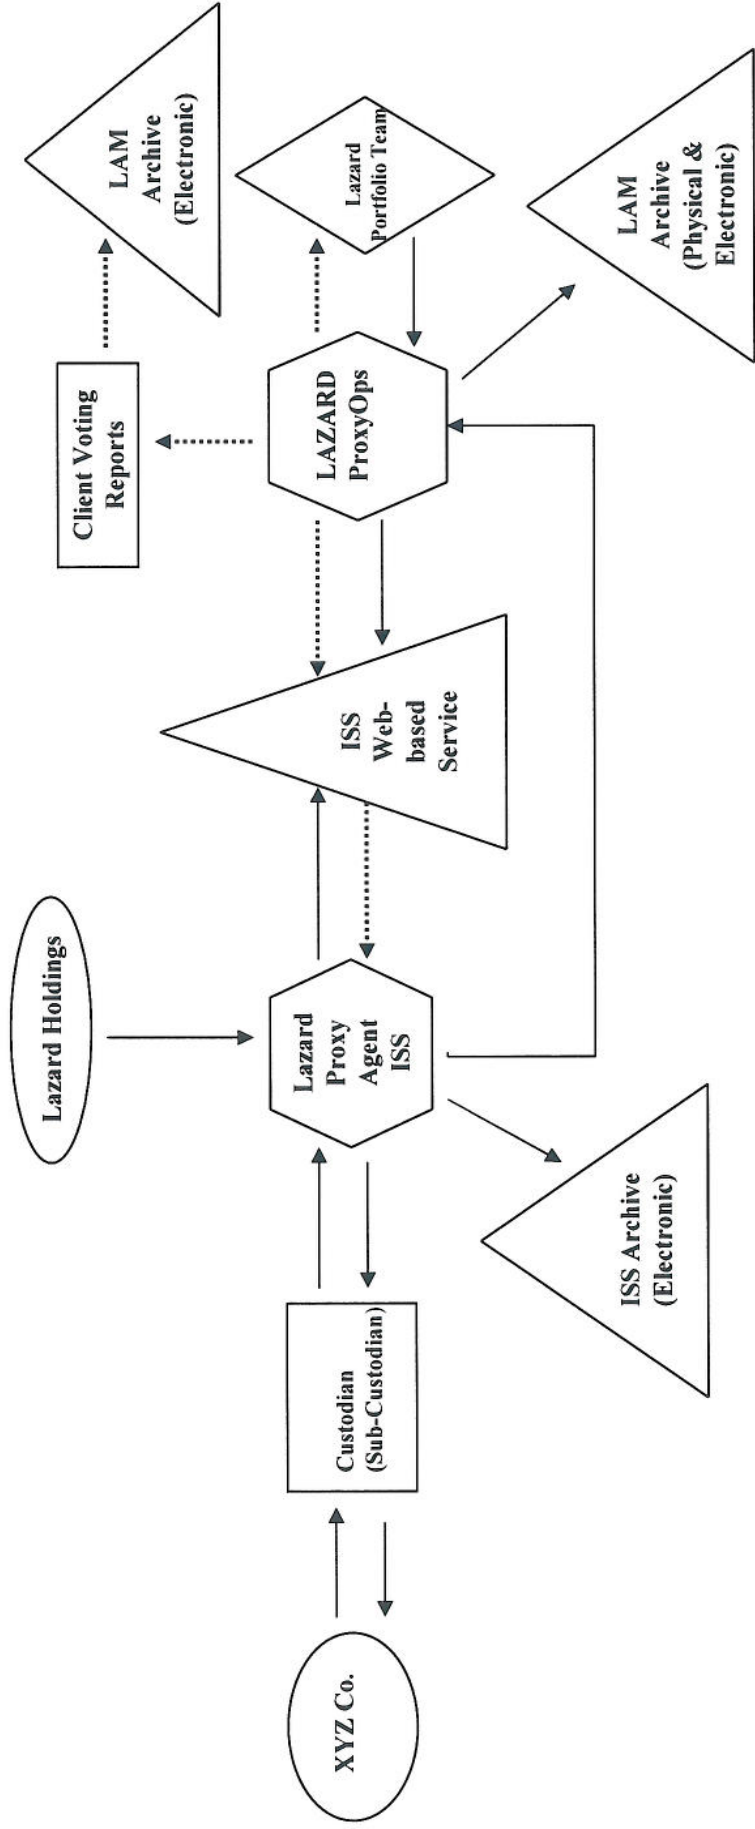 Lazard Holdings
Client Voting
Reports
LAM
Archive
(Electronic)
XYZ Co.
Custodian
(Sub-Custodian)
Lazard
Proxy
Agent
ISS
ISS
Web-
based
Service
LAZARD
ProxyOps
Lazard
Portfolio Team
ISS Archive
(Electronic)
LAM
Archive
(Physical &
Electronic)